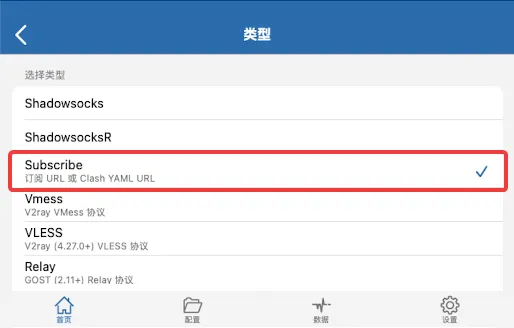 类型
选择类型
Shadowsocks
ShadowsocksR
Subscribe
订阅 URL 或 Clash YAML URL
Vmess
V2ray VMess 协议
VLESS
V2ray (4.27.0+) VLESS 协议
Relay
GOST (2.11+) Relay 协议
首页 配置 数据 设置